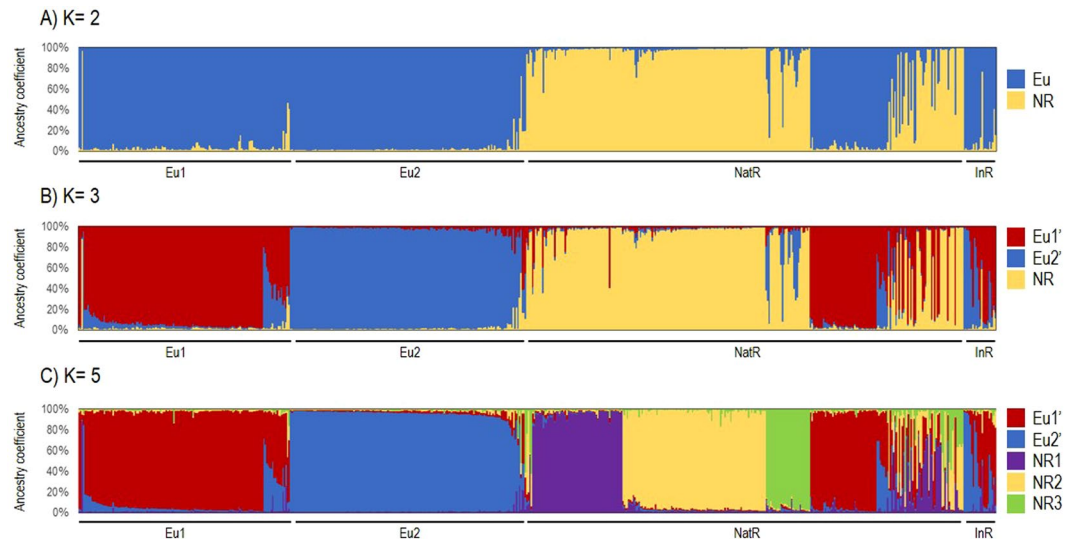 A) K= 2
Ancestry coefficient
100%
80%
60%
40%
20%
0%
Eu1
Eu2
NatR
InR
Eu
NR
B) K= 3
Ancestry coefficient
100%
80%
60%
40%
20%
0%
Eu1
Eu2
NatR
InR
Eu1'
Eu2'
NR
C) K= 5
Ancestry coefficient
100%
80%
60%
40%
20%
0%
Eu1
Eu2
NatR
InR
Eu1'
Eu2'
NR1
NR2
NR3